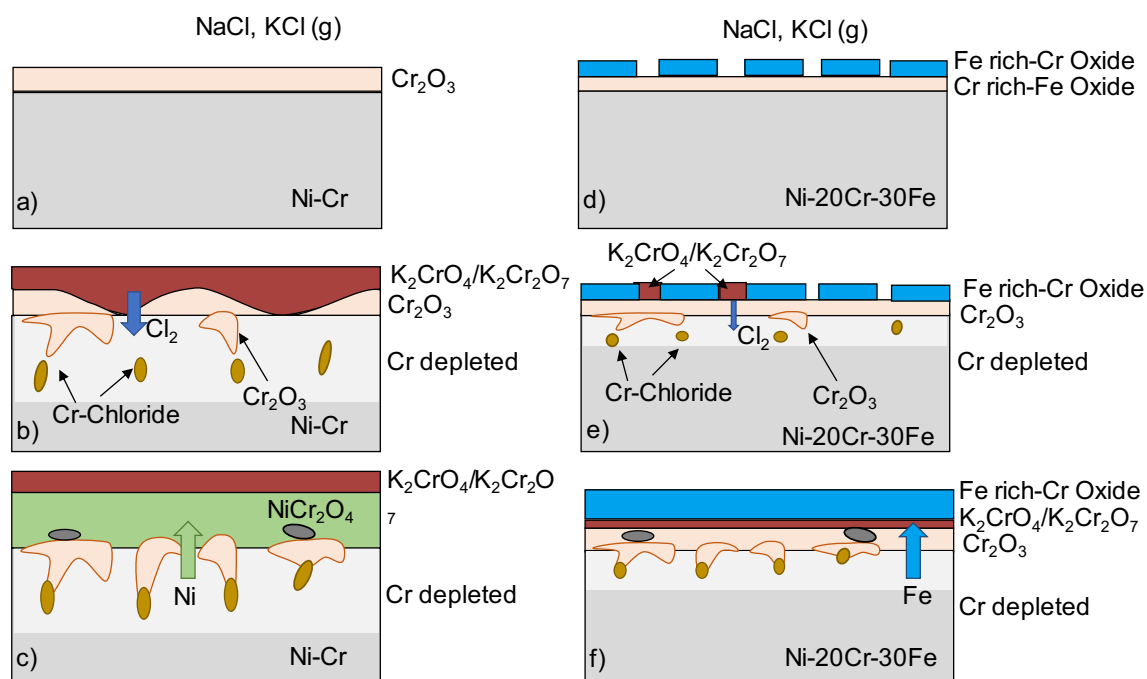 NaCl, KCl (g)
Cr₂O₃
Ni-Cr
a)
K₂CrO₄/K₂Cr₂O₇
Cr₂O₃
Cl₂
Cr depleted
Cr-Chloride
Cr₂O₃
Ni-Cr
b)
K₂CrO₄/K₂Cr₂O
₇
NiCr₂O₄
Ni
Cr depleted
Ni-Cr
c)
NaCl, KCl (g)
Fe rich-Cr Oxide
Cr rich-Fe Oxide
Ni-20Cr-30Fe
d)
K₂CrO₄/K₂Cr₂O₇
Fe rich-Cr Oxide
Cr₂O₃
Cl₂
Cr depleted
Cr-Chloride
Cr₂O₃
Ni-20Cr-30Fe
e)
Fe rich-Cr Oxide
K₂CrO₄/K₂Cr₂O₇
Cr₂O₃
Fe
Cr depleted
Ni-20Cr-30Fe
f)